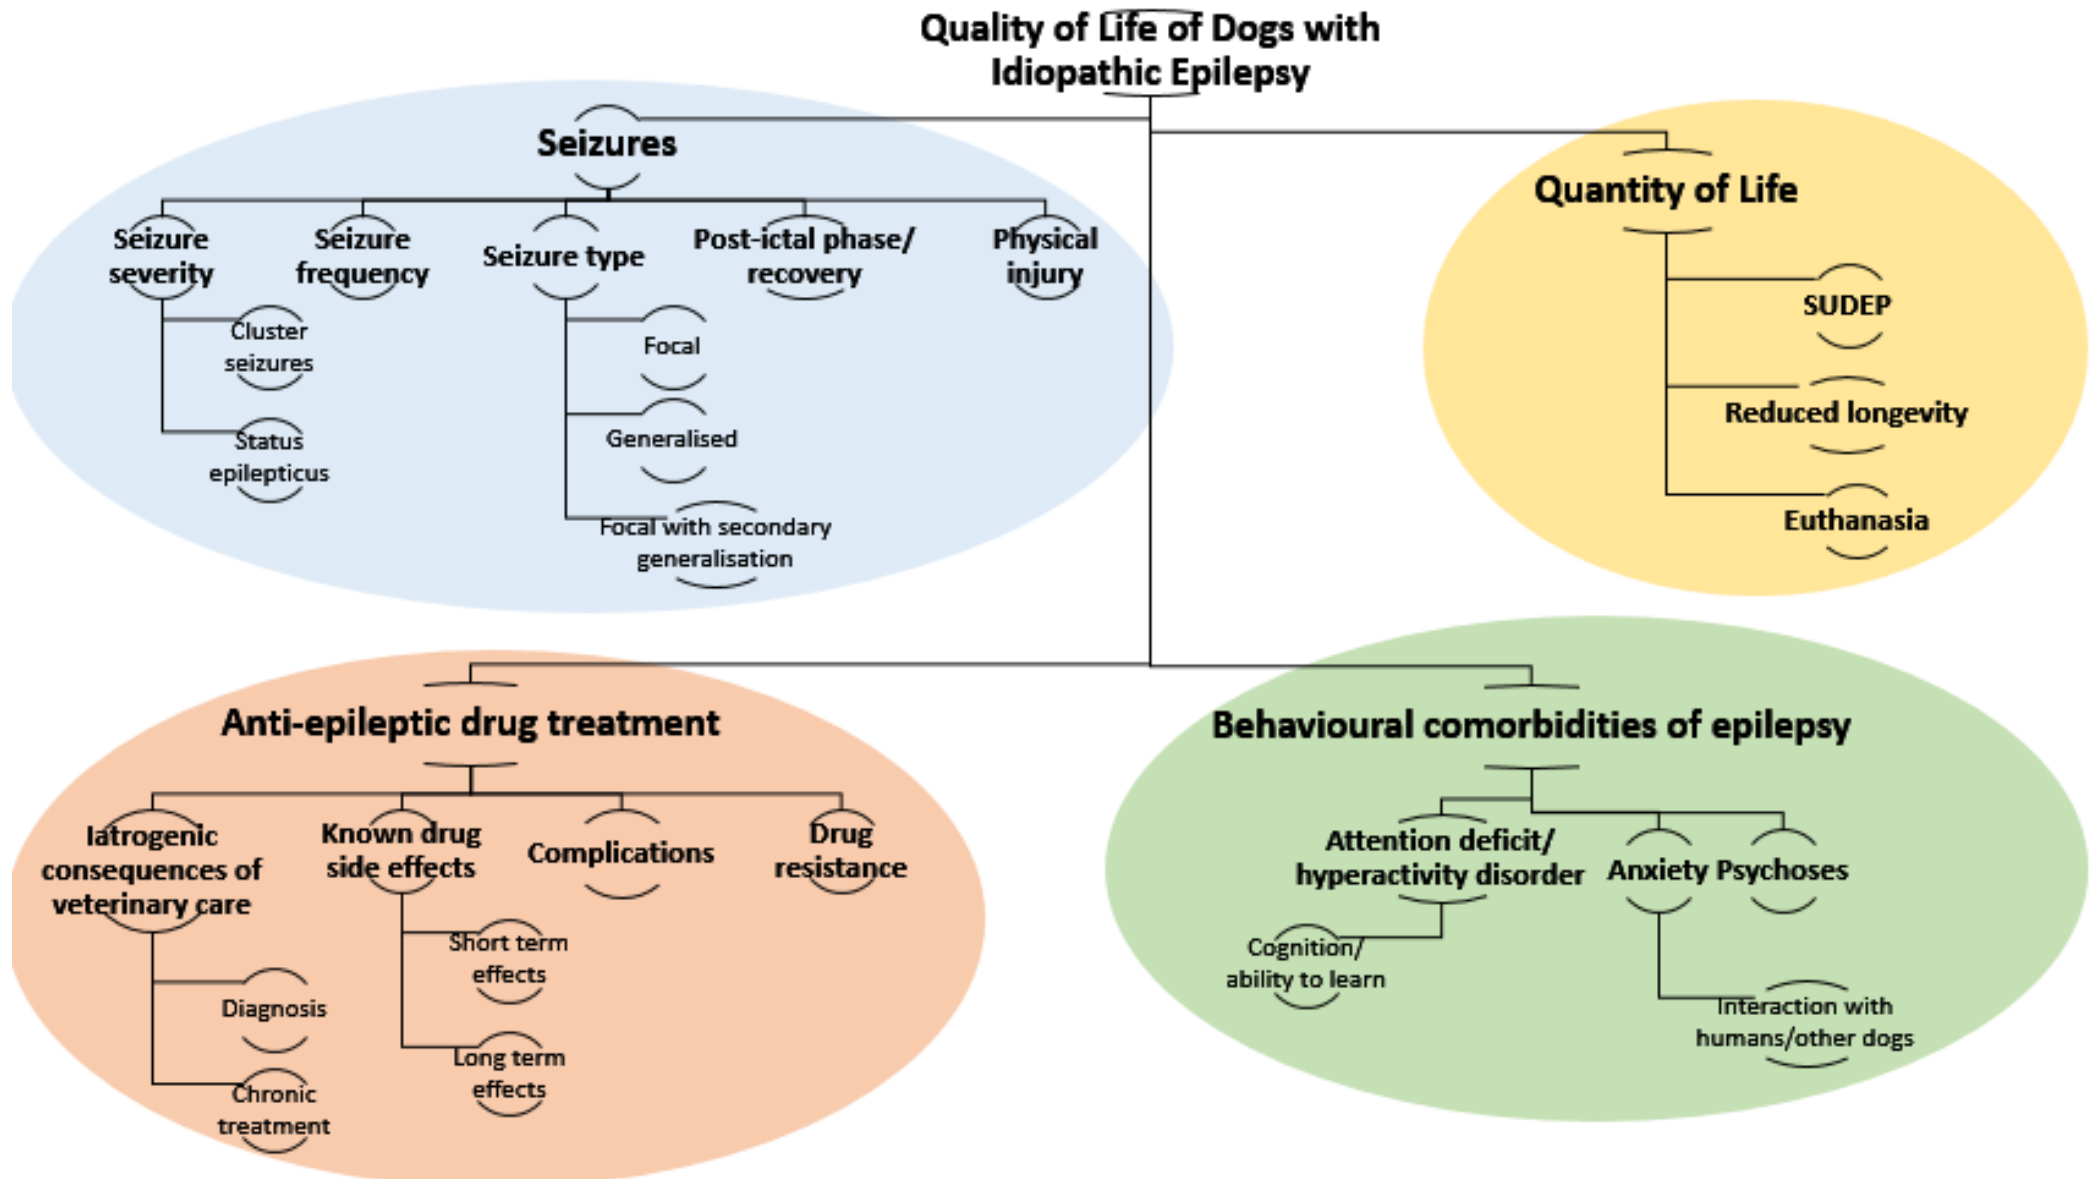 Quality of Life of Dogs with
Idiopathic Epilepsy
Seizures
Seizure
severity
Cluster
seizures
Status
epilepticus
Seizure
frequency
Seizure type
Focal
Generalised
Focal with secondary
generalisation
Post-ictal phase/
recovery
Physical
injury
Quantity of Life
SUDEP
Reduced longevity
Euthanasia
Anti-epileptic drug treatment
Iatrogenic
consequences of
veterinary care
Diagnosis
Chronic
treatment
Known drug
side effects
Short term
effects
Long term
effects
Complications
Drug
resistance
Behavioural comorbidities of epilepsy
Attention deficit/
hyperactivity disorder
Cognition/
ability to learn
Anxiety
Interaction with
humans/other dogs
Psychoses